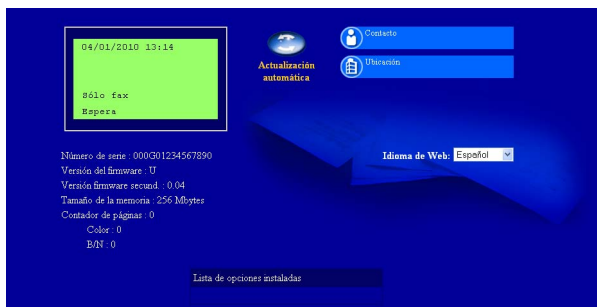 04/01/2010 13:14
Sólo fax
Espera
Actualización
automática
Contacto
Ubicación
Número de serie : 000G01234567890
Versión del firmware : U
Versión firmware secund. : 0.04
Tamaño de la memoria : 256 Mbytes
Contador de páginas : 0
Color : 0
B/N : 0
Idioma de Web: Español
Lista de opciones instaladas